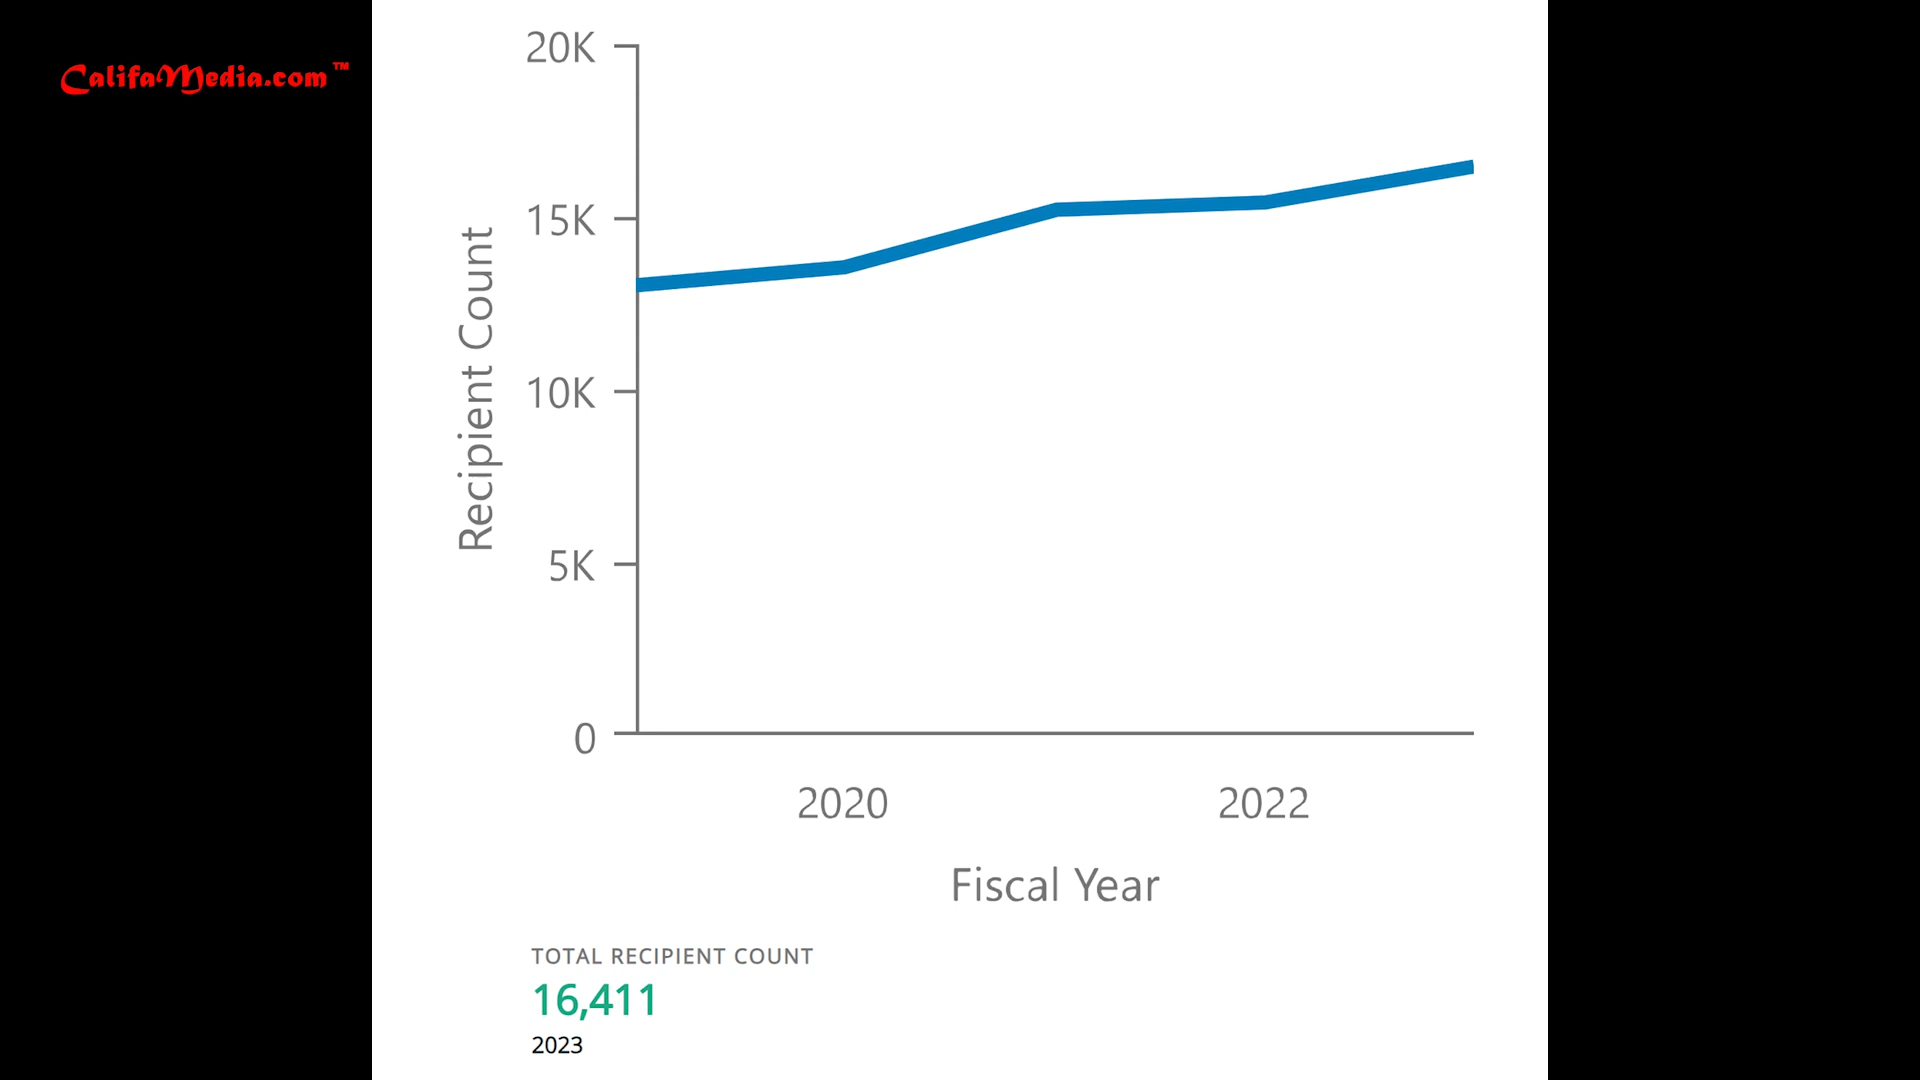 CalifaMedia.com™
20K
15K
10K
5K
0
Recipient Count
2020 2022
Fiscal Year
TOTAL RECIPIENT COUNT
16,411
2023